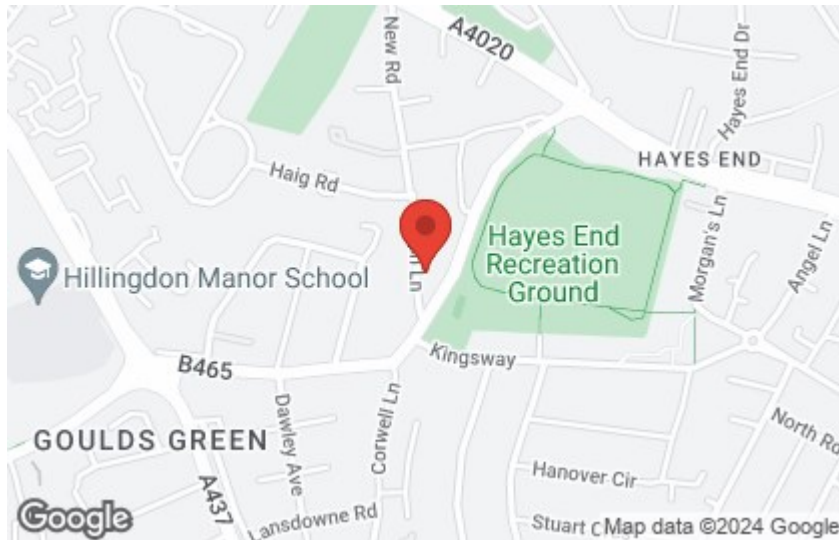 New Rd
A4020
Hayes End Dr
HAYES END
Haig Rd
Morgan's Ln
Angel Ln
Hayes End
Recreation
Ground
Hillingdon Manor School
Ln
Kingsway
B465
Dawley Ave
Corwell Ln
GOULDS GREEN
North Rd
A437
Hanover Cir
Lansdowne Rd
Stuart
Google
Map data ©2024 Google